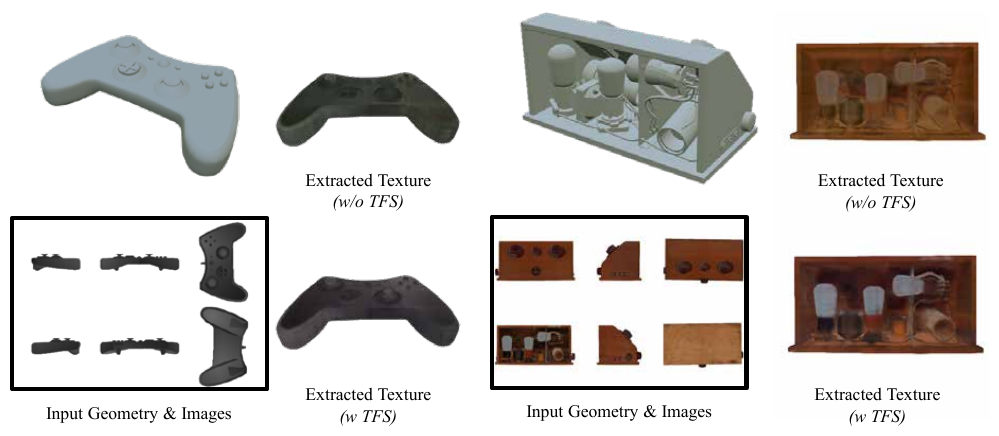 Extracted Texture
(w/o TFS)
Extracted Texture
(w/o TFS)
Extracted Texture
(w TFS)
Extracted Texture
(w TFS)
Input Geometry & Images
Input Geometry & Images